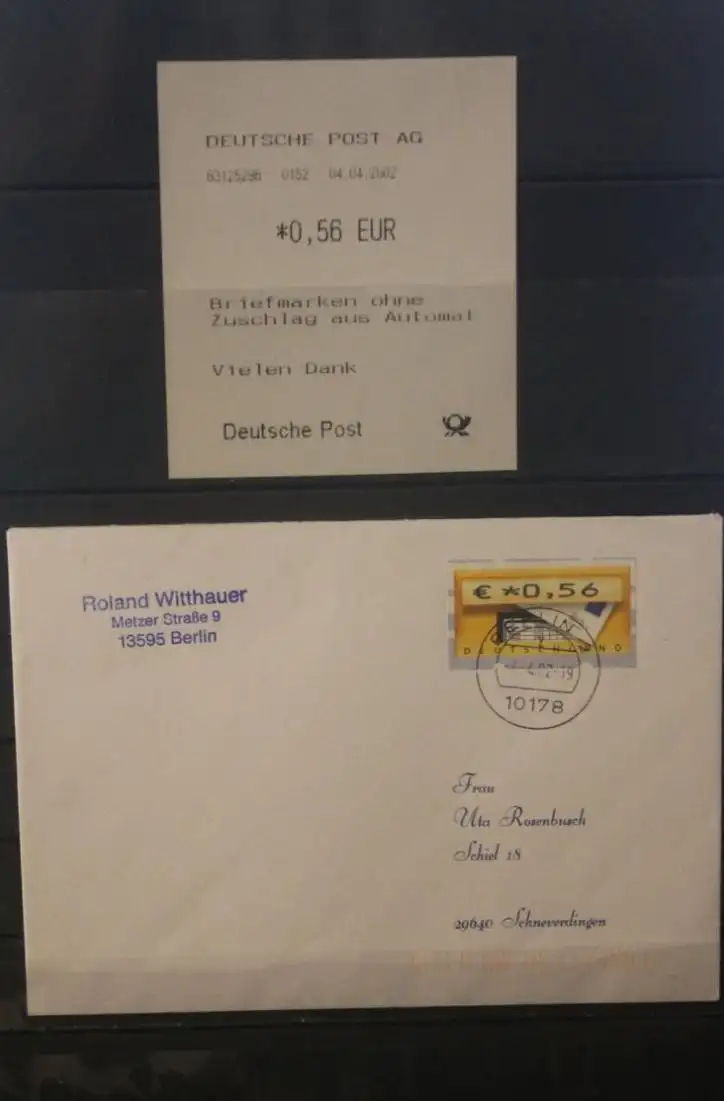 DEUTSCHE POST AG
63125296 0152 04.04.2002
*0,56 EUR
Briefmarken ohne
Zuschlag aus Automat
Vielen Dank
Deutsche Post
Roland Witthauer
Metzer Straße 9
13595 Berlin
€ *0,56
DEUTSCHLAND
BERLIN
10178
Frau
Uta Rosenbusch
Schiel 18
29640 Schneverdingen